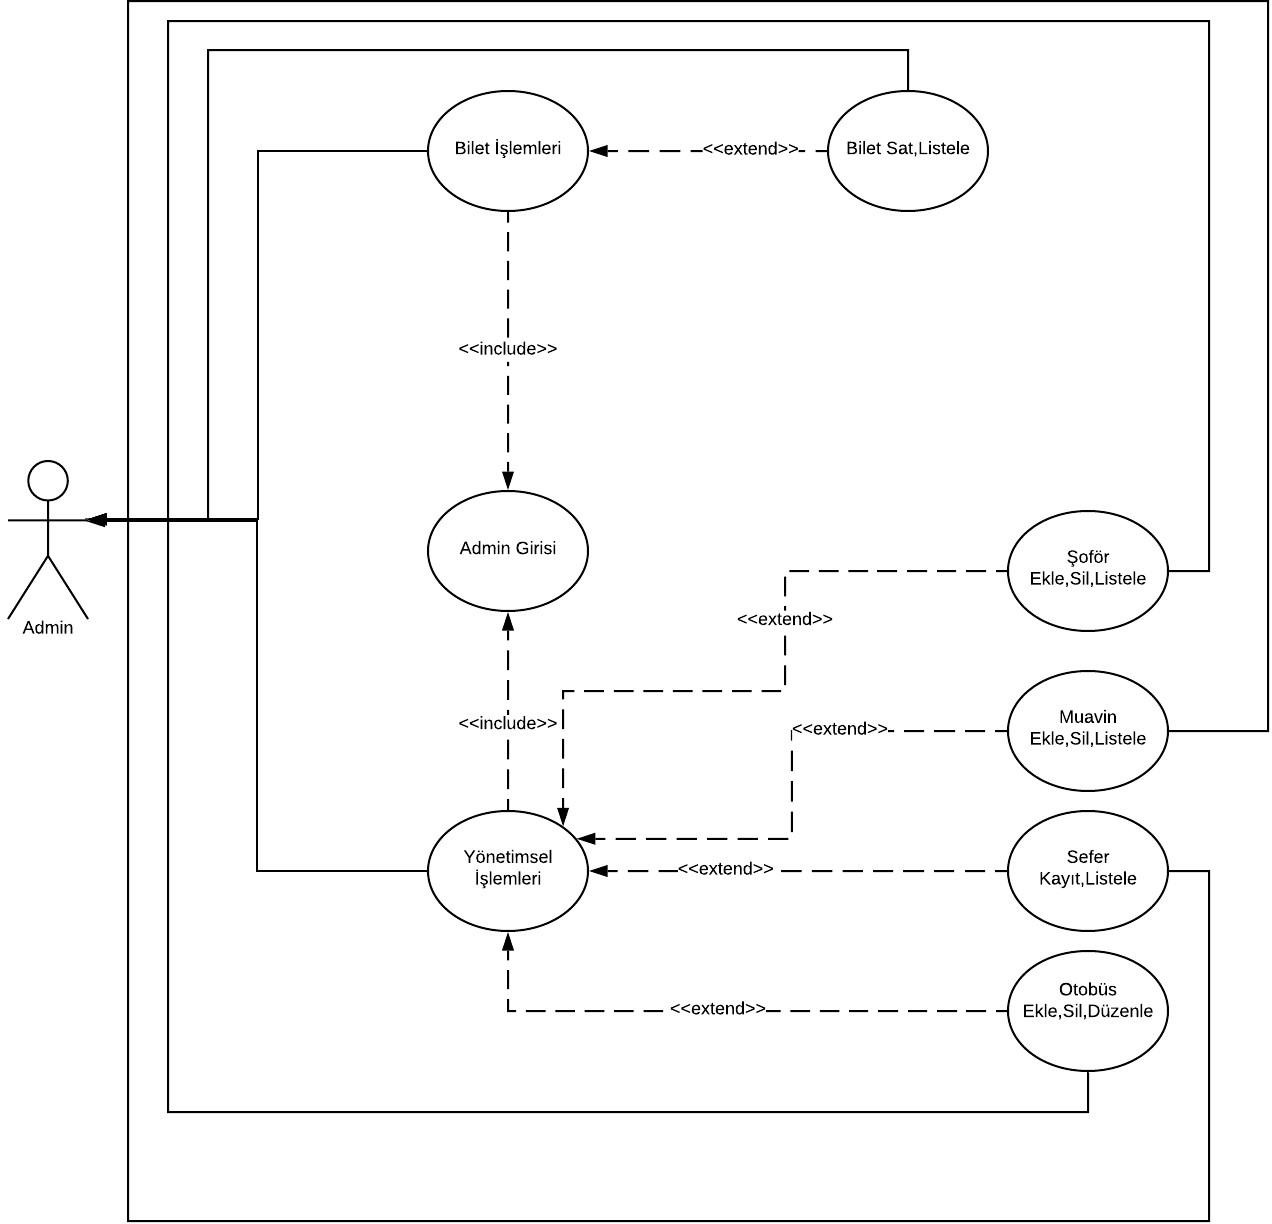 Bilet İşlemleri
<<extend>>
Bilet Sat,Listele
<<include>>
Admin Girisi
Admin
Şoför
Ekle,Sil,Listele
<<extend>>
<<include>>
<<extend>>
Muavin
Ekle,Sil,Listele
Yönetimsel
İşlemleri
<<extend>>
Sefer
Kayıt,Listele
<<extend>>
Otobüs
Ekle,Sil,Düzenle